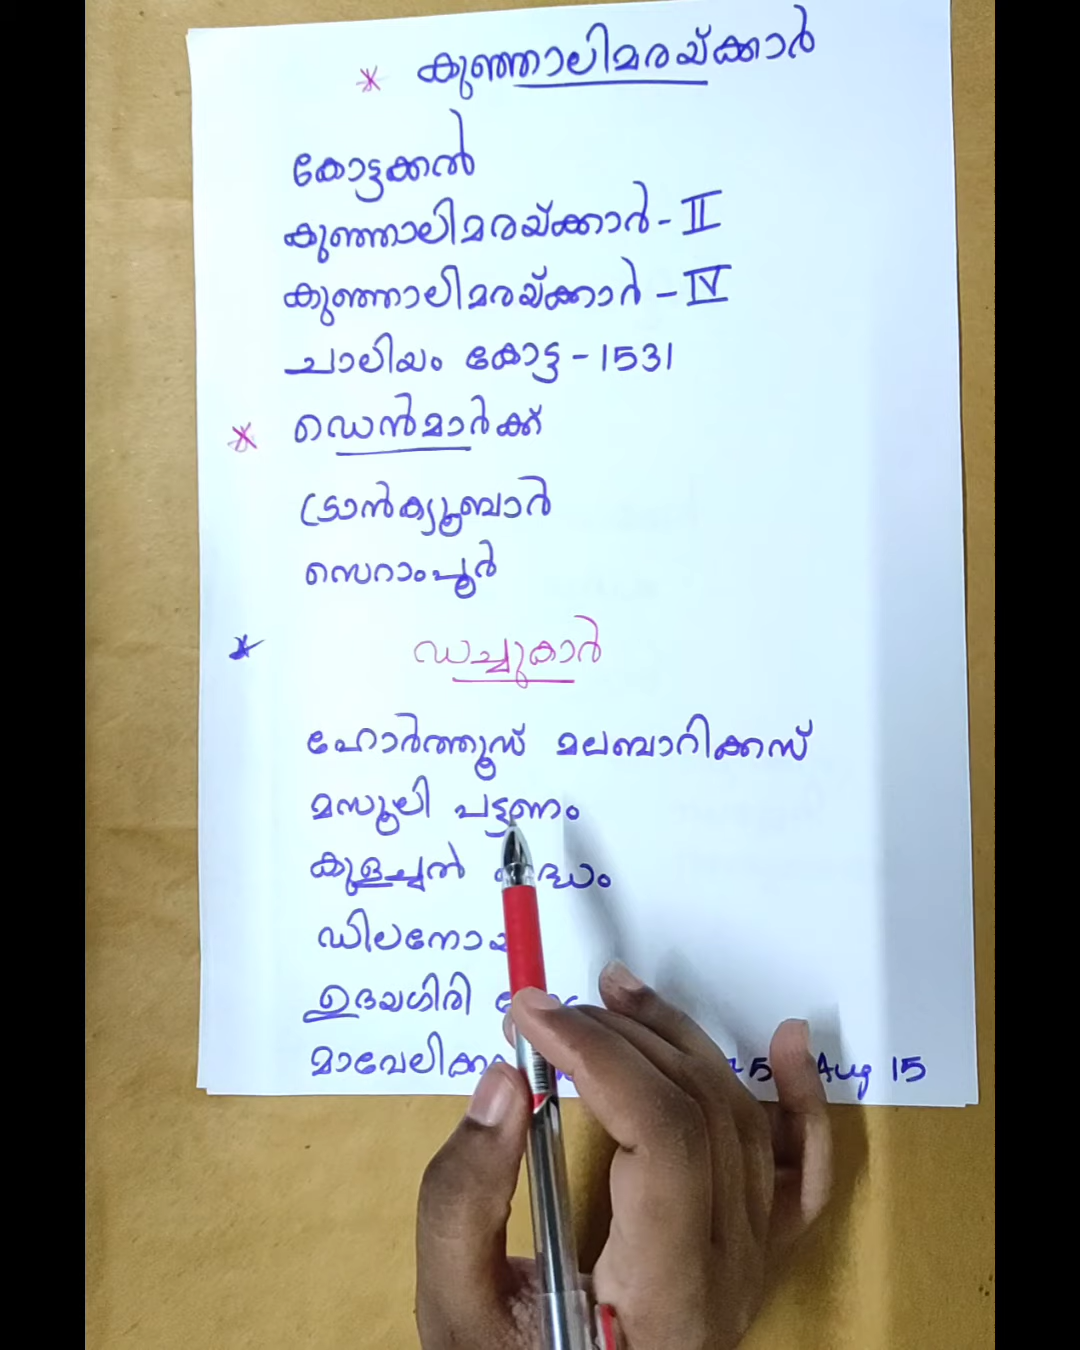 * കുഞ്ഞാലിമരയ്ക്കാർ
കോട്ടക്കൽ
കുഞ്ഞാലിമരയ്ക്കാർ - II
കുഞ്ഞാലിമരയ്ക്കാർ - IV
ചാലിയം കോട്ട - 1531
* ഡെൻമാർക്ക്
ട്രാൻക്യൂബാർ
സെറാംപൂർ
* ഡച്ചുകാർ
ഹോർത്തൂസ് മലബാറിക്കസ്
മസൂലി പട്ടണം
കുളച്ചൽ
ഉദയഗിരി
Aug 15